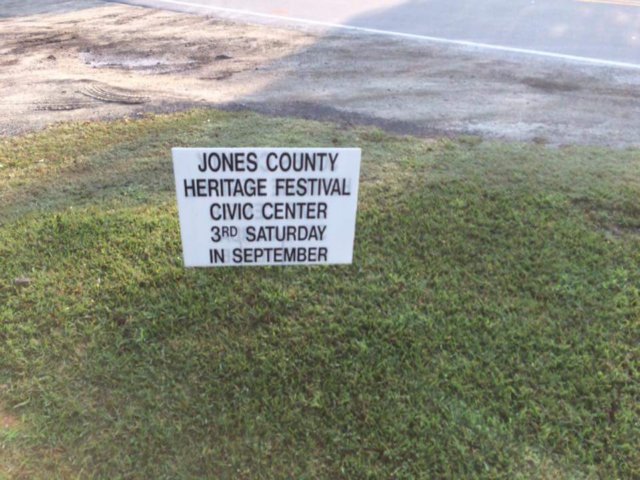 JONES COUNTY
HERITAGE FESTIVAL
CIVIC CENTER
3RD SATURDAY
IN SEPTEMBER